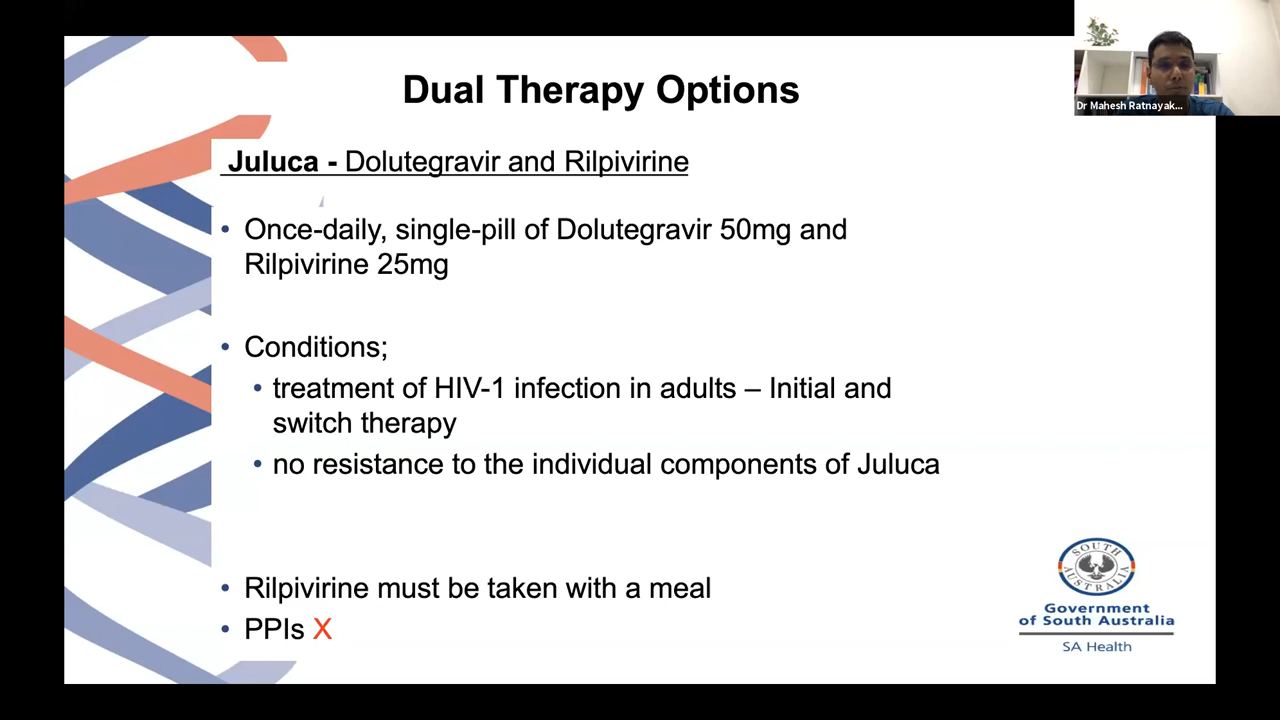 Dual Therapy Options
Dr Mahesh Ratnayak...
Juluca - Dolutegravir and Rilpivirine
• Once-daily, single-pill of Dolutegravir 50mg and
Rilpivirine 25mg
• Conditions;
• treatment of HIV-1 infection in adults – Initial and
switch therapy
• no resistance to the individual components of Juluca
• Rilpivirine must be taken with a meal
• PPIs X
SOUTH
AUSTRALIA
Government
of South Australia
SA Health